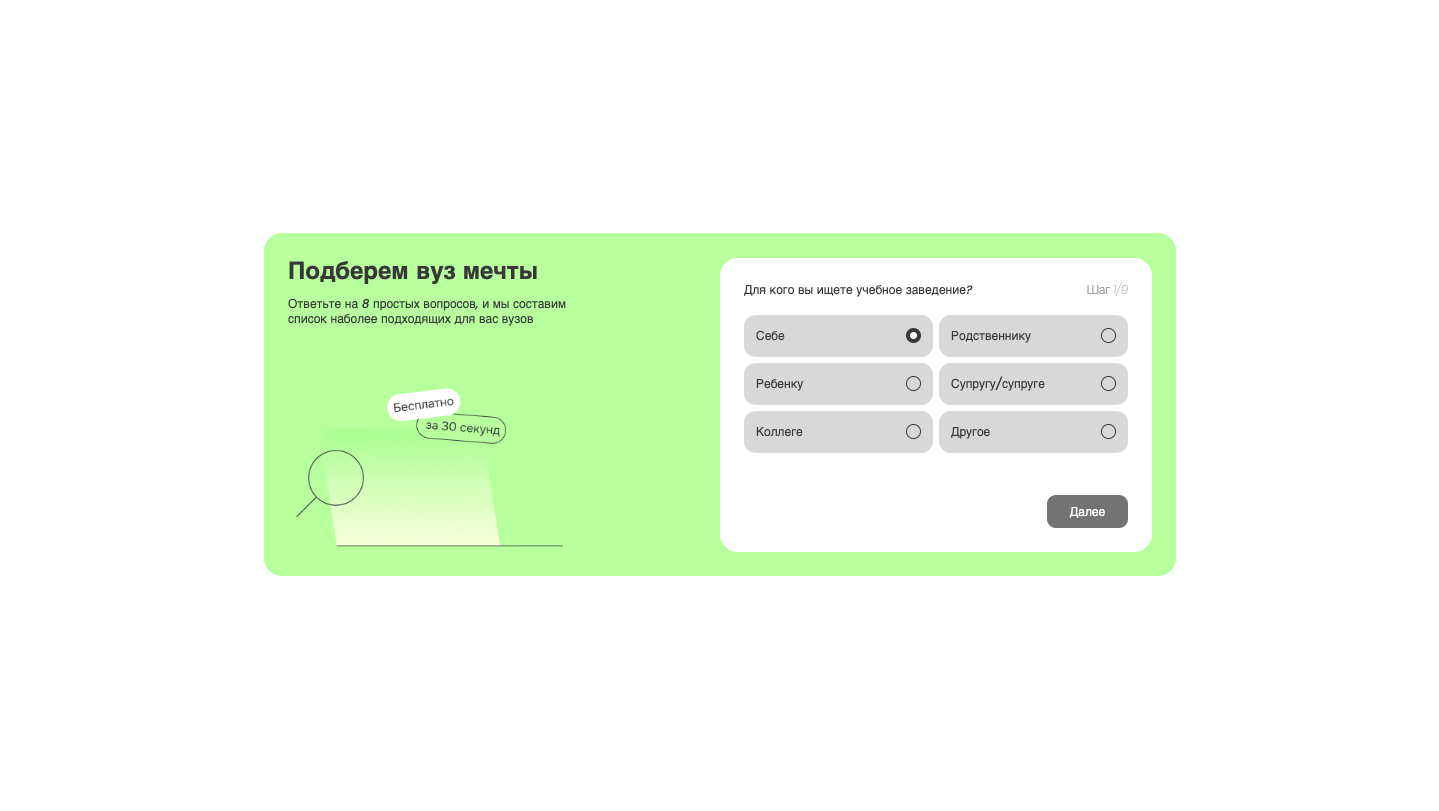 Подберем вуз мечты
Ответьте на 8 простых вопросов, и мы составим
список наболее подходящих для вас вузов
Бесплатно
за 30 секунд
Для кого вы ищете учебное заведение?
Шаг 1/9
Себе
Родственнику
Ребенку
Супругу/супруге
Коллеге
Другое
Далее